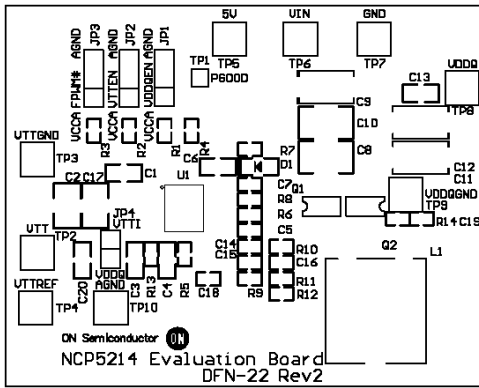 5V
VIN
GND
TP5
TP6
TP7
AGND
JP3
AGND
JP2
AGND
JP1
TP1
PGOOD
VDDQ
TP8
C13
C9
C10
C8
VCCA FPWM#
VCCA VTTEN
VCCA VDDQEN
R3
R2
R1
C6
R4
R7
D1
VTTGND
TP3
C2
C17
C1
U1
C7
Q1
R8
R6
C5
C12
C11
VDDQGND
TP9
R14
C19
JP4
VTTI
VTT
TP2
C14
C15
R10
C16
Q2
L1
VDDQ
AGND
VTTREF
TP4
TP10
C20
C3
R13
C4
R5
C18
R9
R11
R12
ON Semiconductor
ON
NCP5214 Evaluation Board
DFN-22 Rev2